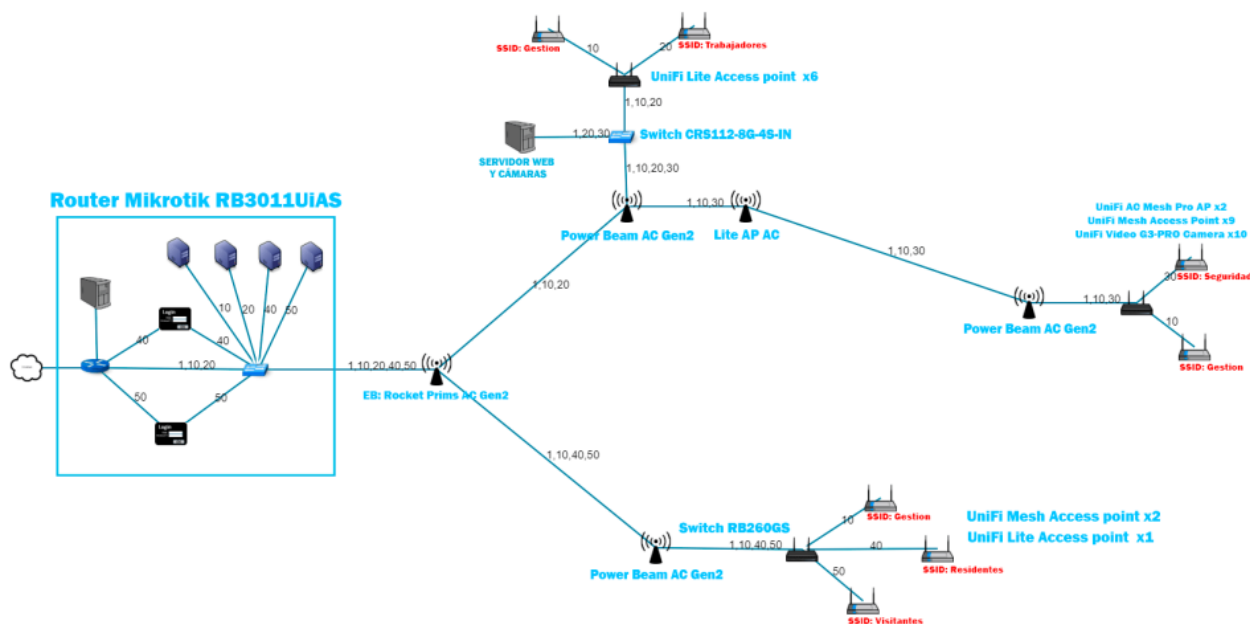 SSID: Gestion
10
20
SSID: Trabajadores
UniFi Lite Access point x6
1,10,20
1,20,30
Switch CRS112-8G-4S-IN
SERVIDOR WEB
Y CÁMARAS
1,10,20,30
Router Mikrotik RB3011UiAS
1,10,30
Power Beam AC Gen2
Lite AP AC
UniFi AC Mesh Pro AP x2
UniFi Mesh Access Point x9
UniFi Video G3-PRO Camera x10
1,10,30
30
SSID: Seguridad
1,10,30
Power Beam AC Gen2
10
SSID: Gestion
1,10,20
10
20
40
50
Login
40
40
1,10,20
1,10,20,40,50
EB: Rocket Prims AC Gen2
50
50
Login
1,10,40,50
Switch RB260GS
10
SSID: Gestion
UniFi Mesh Access point x2
UniFi Lite Access point x1
1,10,40,50
40
SSID: Residentes
Power Beam AC Gen2
50
SSID: Visitantes